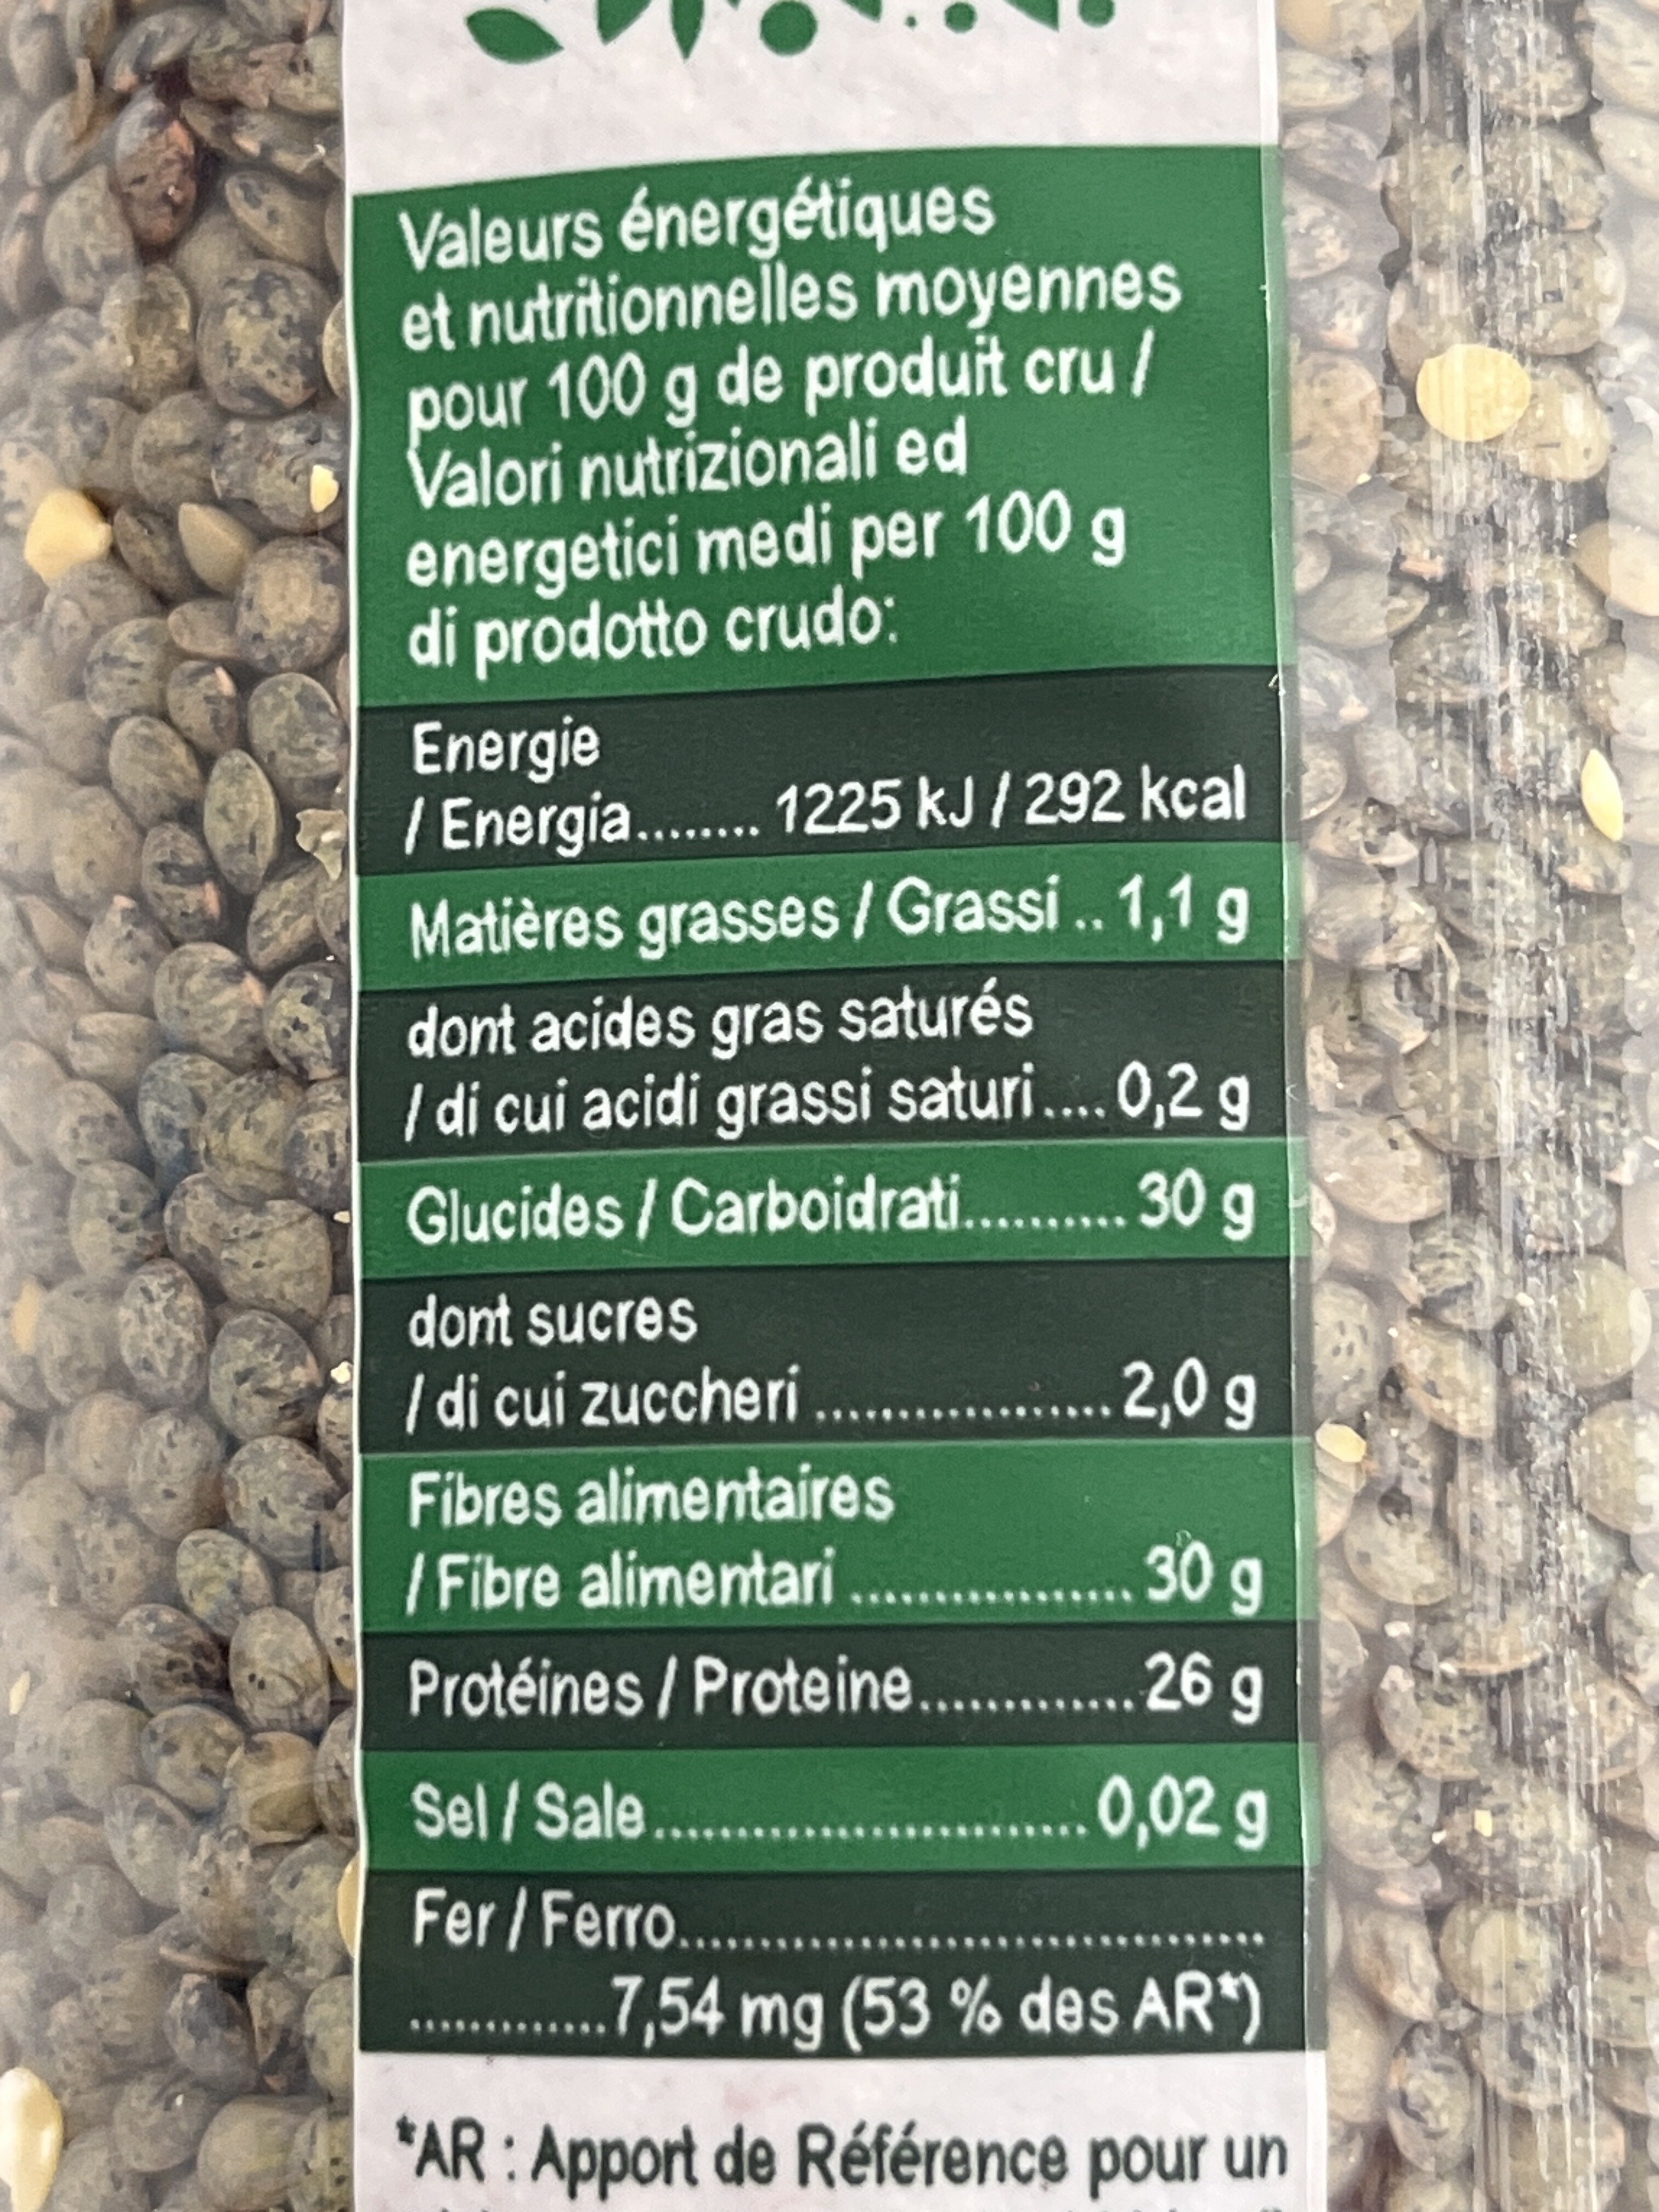 Valeurs énergétiques
et nutritionnelles moyennes
pour 100 g de produit cru /
Valori nutrizionali ed
energetici medi per 100 g
di prodotto crudo:
Energie
/ Energia........ 1225 kJ / 292 kcal
Matières grasses / Grassi .. 1,1 g
dont acides gras saturés
/ di cui acidi grassi saturi.... 0,2 g
Glucides / Carboidrati.......... 30 g
dont sucres
/ di cui zuccheri .................. 2,0 g
Fibres alimentaires
/ Fibre alimentari ................. 30 g
Protéines / Proteine............. 26 g
Sel / Sale.......................... 0,02 g
Fer / Ferro...................................
............7,54 mg (53 % des AR*)
*AR : Apport de Référence pour un